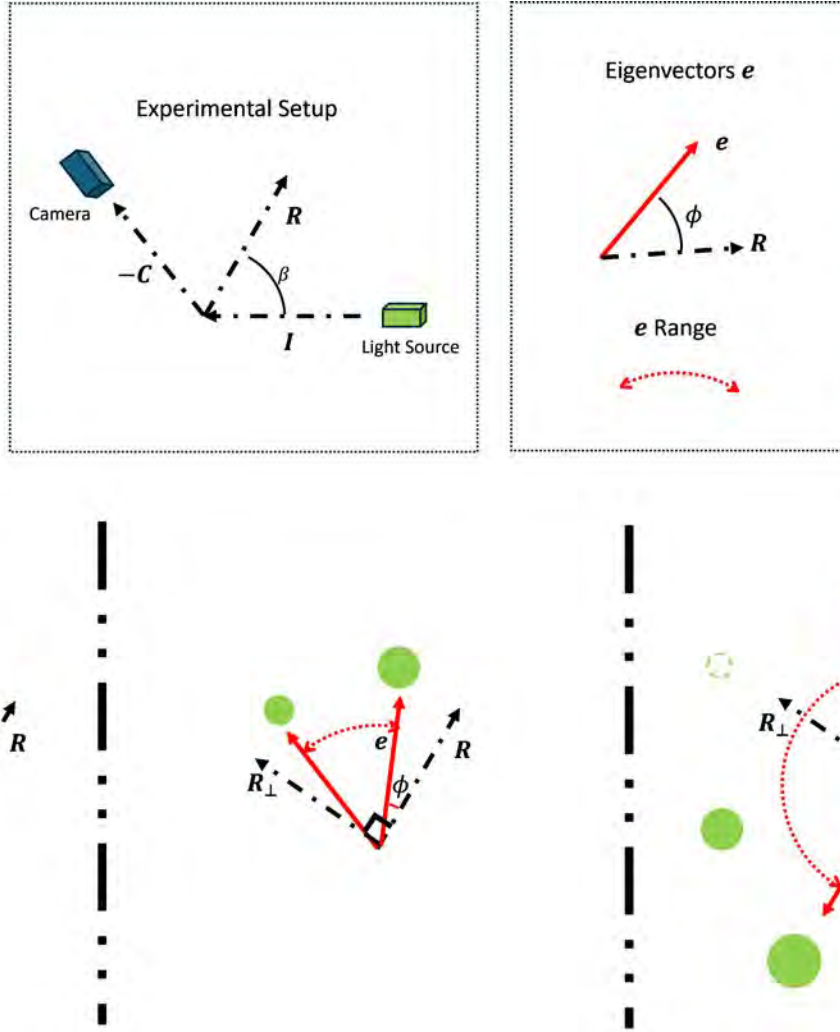 Experimental Setup
Camera
R
−C
β
I
Light Source
Eigenvectors e
e
ϕ
R
e Range
R
e
R
R⊥
ϕ
R⊥